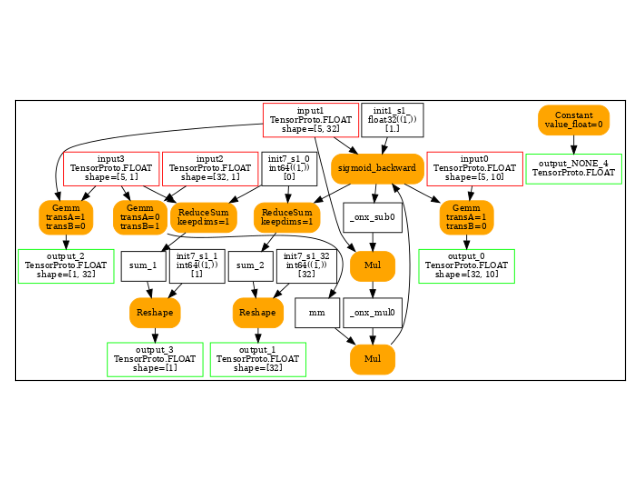 input1
TensorProto.FLOAT
shape=[5, 32]
init1_s1_
float32((1,))
[1.]
Constant
value_float=0
input3
TensorProto.FLOAT
shape=[5, 1]
input2
TensorProto.FLOAT
shape=[32, 1]
init7_s1_0
int64((1,))
[0]
sigmoid_backward
input0
TensorProto.FLOAT
shape=[5, 10]
output_NONE_4
TensorProto.FLOAT
Gemm
transA=1
transB=0
Gemm
transA=0
transB=1
ReduceSum
keepdims=1
ReduceSum
keepdims=1
_onx_sub0
Gemm
transA=1
transB=0
output_2
TensorProto.FLOAT
shape=[1, 32]
sum_1
init7_s1_1
int64((1,))
[1]
sum_2
init7_s1_32
int64((1,))
[32]
Mul
output_0
TensorProto.FLOAT
shape=[32, 10]
Reshape
Reshape
mm
_onx_mul0
output_3
TensorProto.FLOAT
shape=[1]
output_1
TensorProto.FLOAT
shape=[32]
Mul